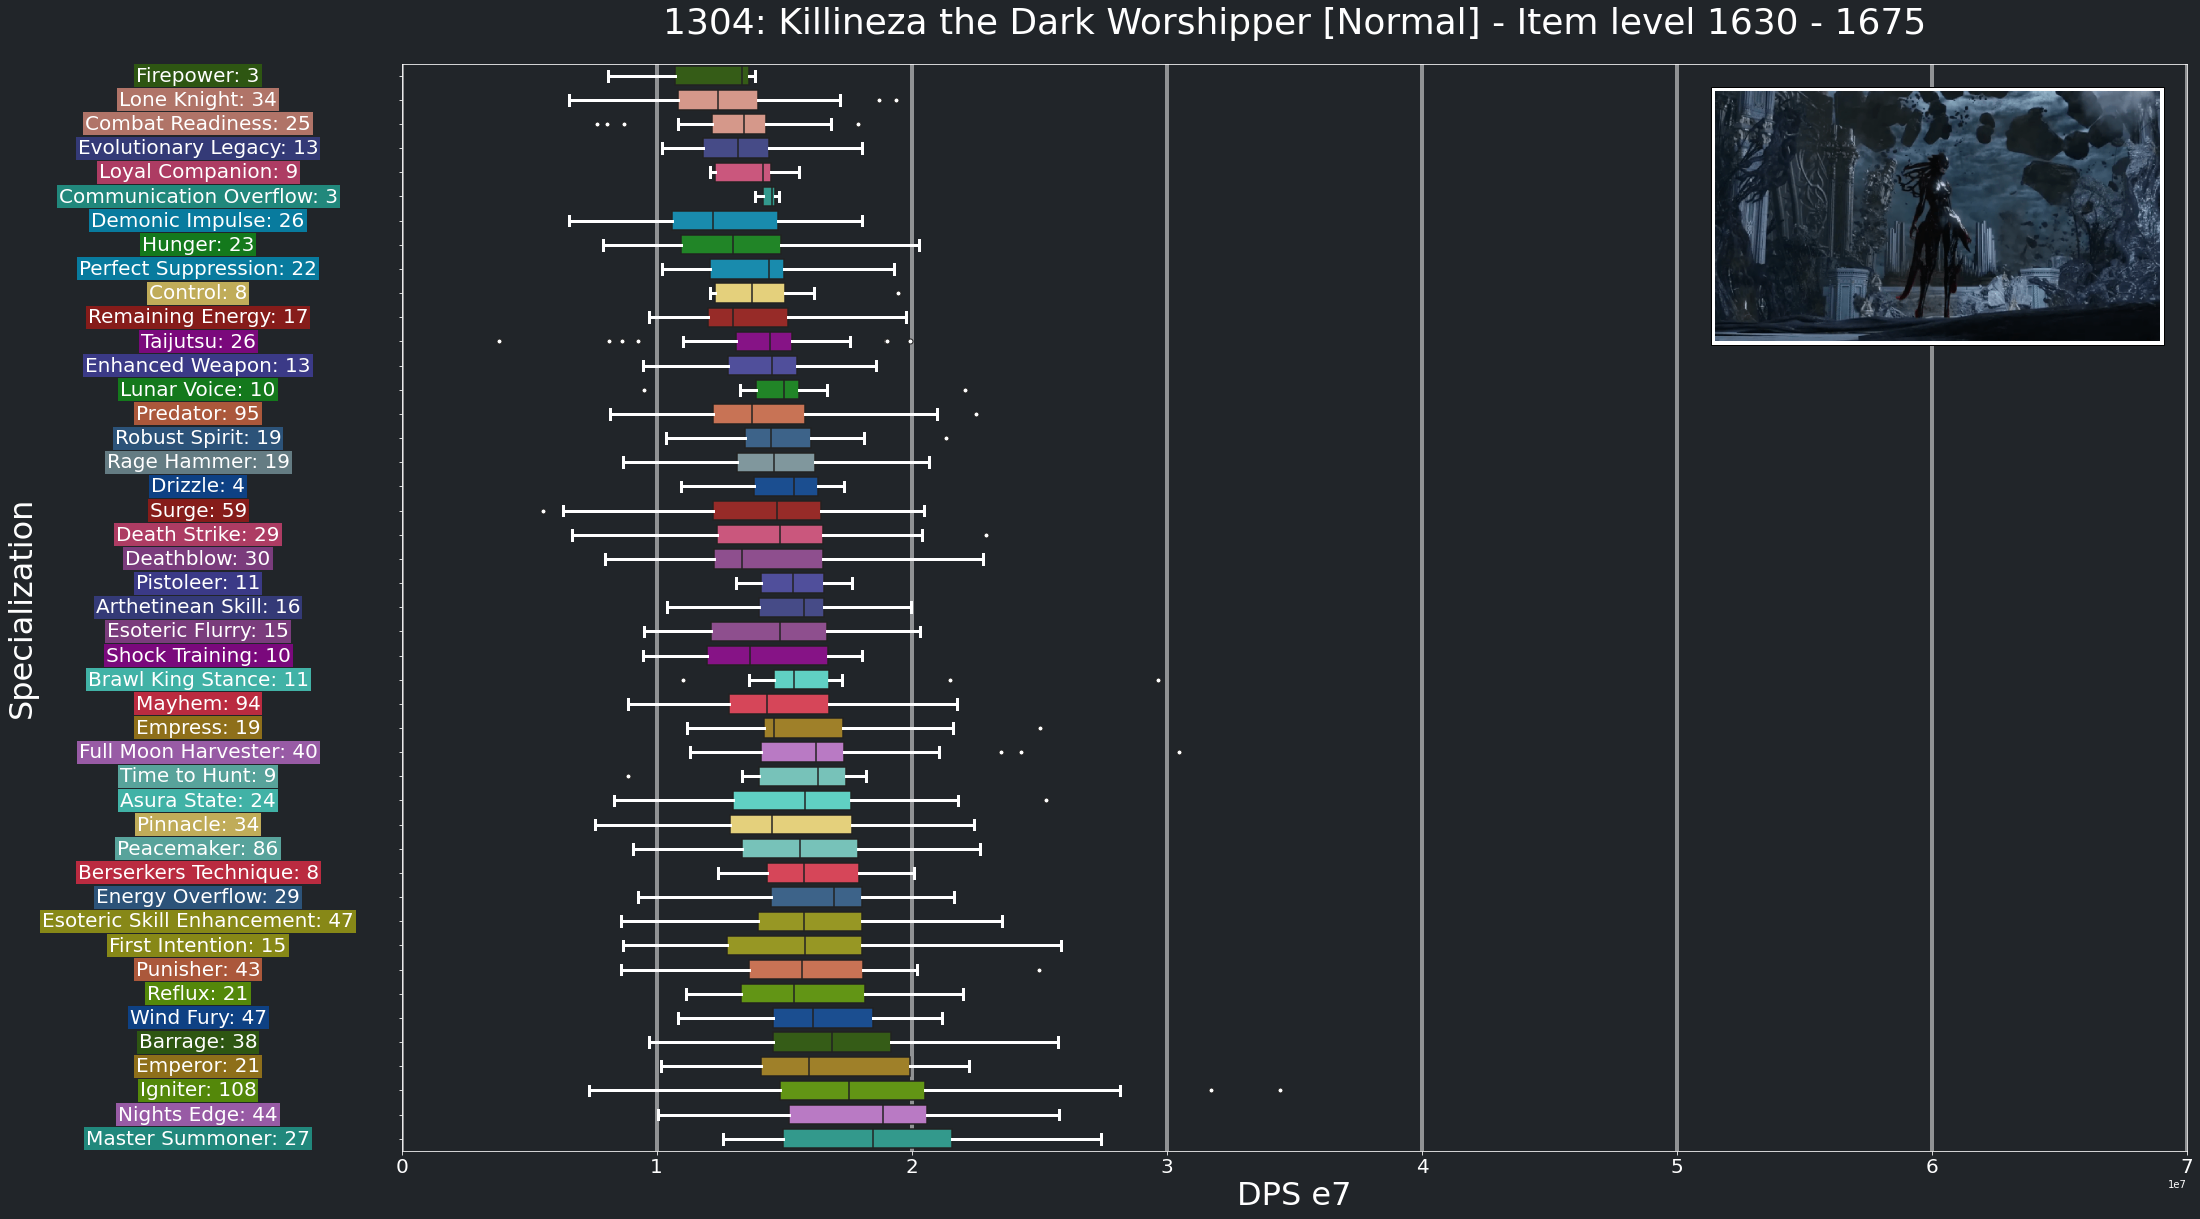 1304: Killineza the Dark Worshipper [Normal] - Item level 1630 - 1675
Specialization
Firepower: 3
Lone Knight: 34
Combat Readiness: 25
Evolutionary Legacy: 13
Loyal Companion: 9
Communication Overflow: 3
Demonic Impulse: 26
Hunger: 23
Perfect Suppression: 22
Control: 8
Remaining Energy: 17
Taijutsu: 26
Enhanced Weapon: 13
Lunar Voice: 10
Predator: 95
Robust Spirit: 19
Rage Hammer: 19
Drizzle: 4
Surge: 59
Death Strike: 29
Deathblow: 30
Pistoleer: 11
Arthetinean Skill: 16
Esoteric Flurry: 15
Shock Training: 10
Brawl King Stance: 11
Mayhem: 94
Empress: 19
Full Moon Harvester: 40
Time to Hunt: 9
Asura State: 24
Pinnacle: 34
Peacemaker: 86
Berserkers Technique: 8
Energy Overflow: 29
Esoteric Skill Enhancement: 47
First Intention: 15
Punisher: 43
Reflux: 21
Wind Fury: 47
Barrage: 38
Emperor: 21
Igniter: 108
Nights Edge: 44
Master Summoner: 27
0 1 2 3 4 5 6 7
1e7
DPS e7